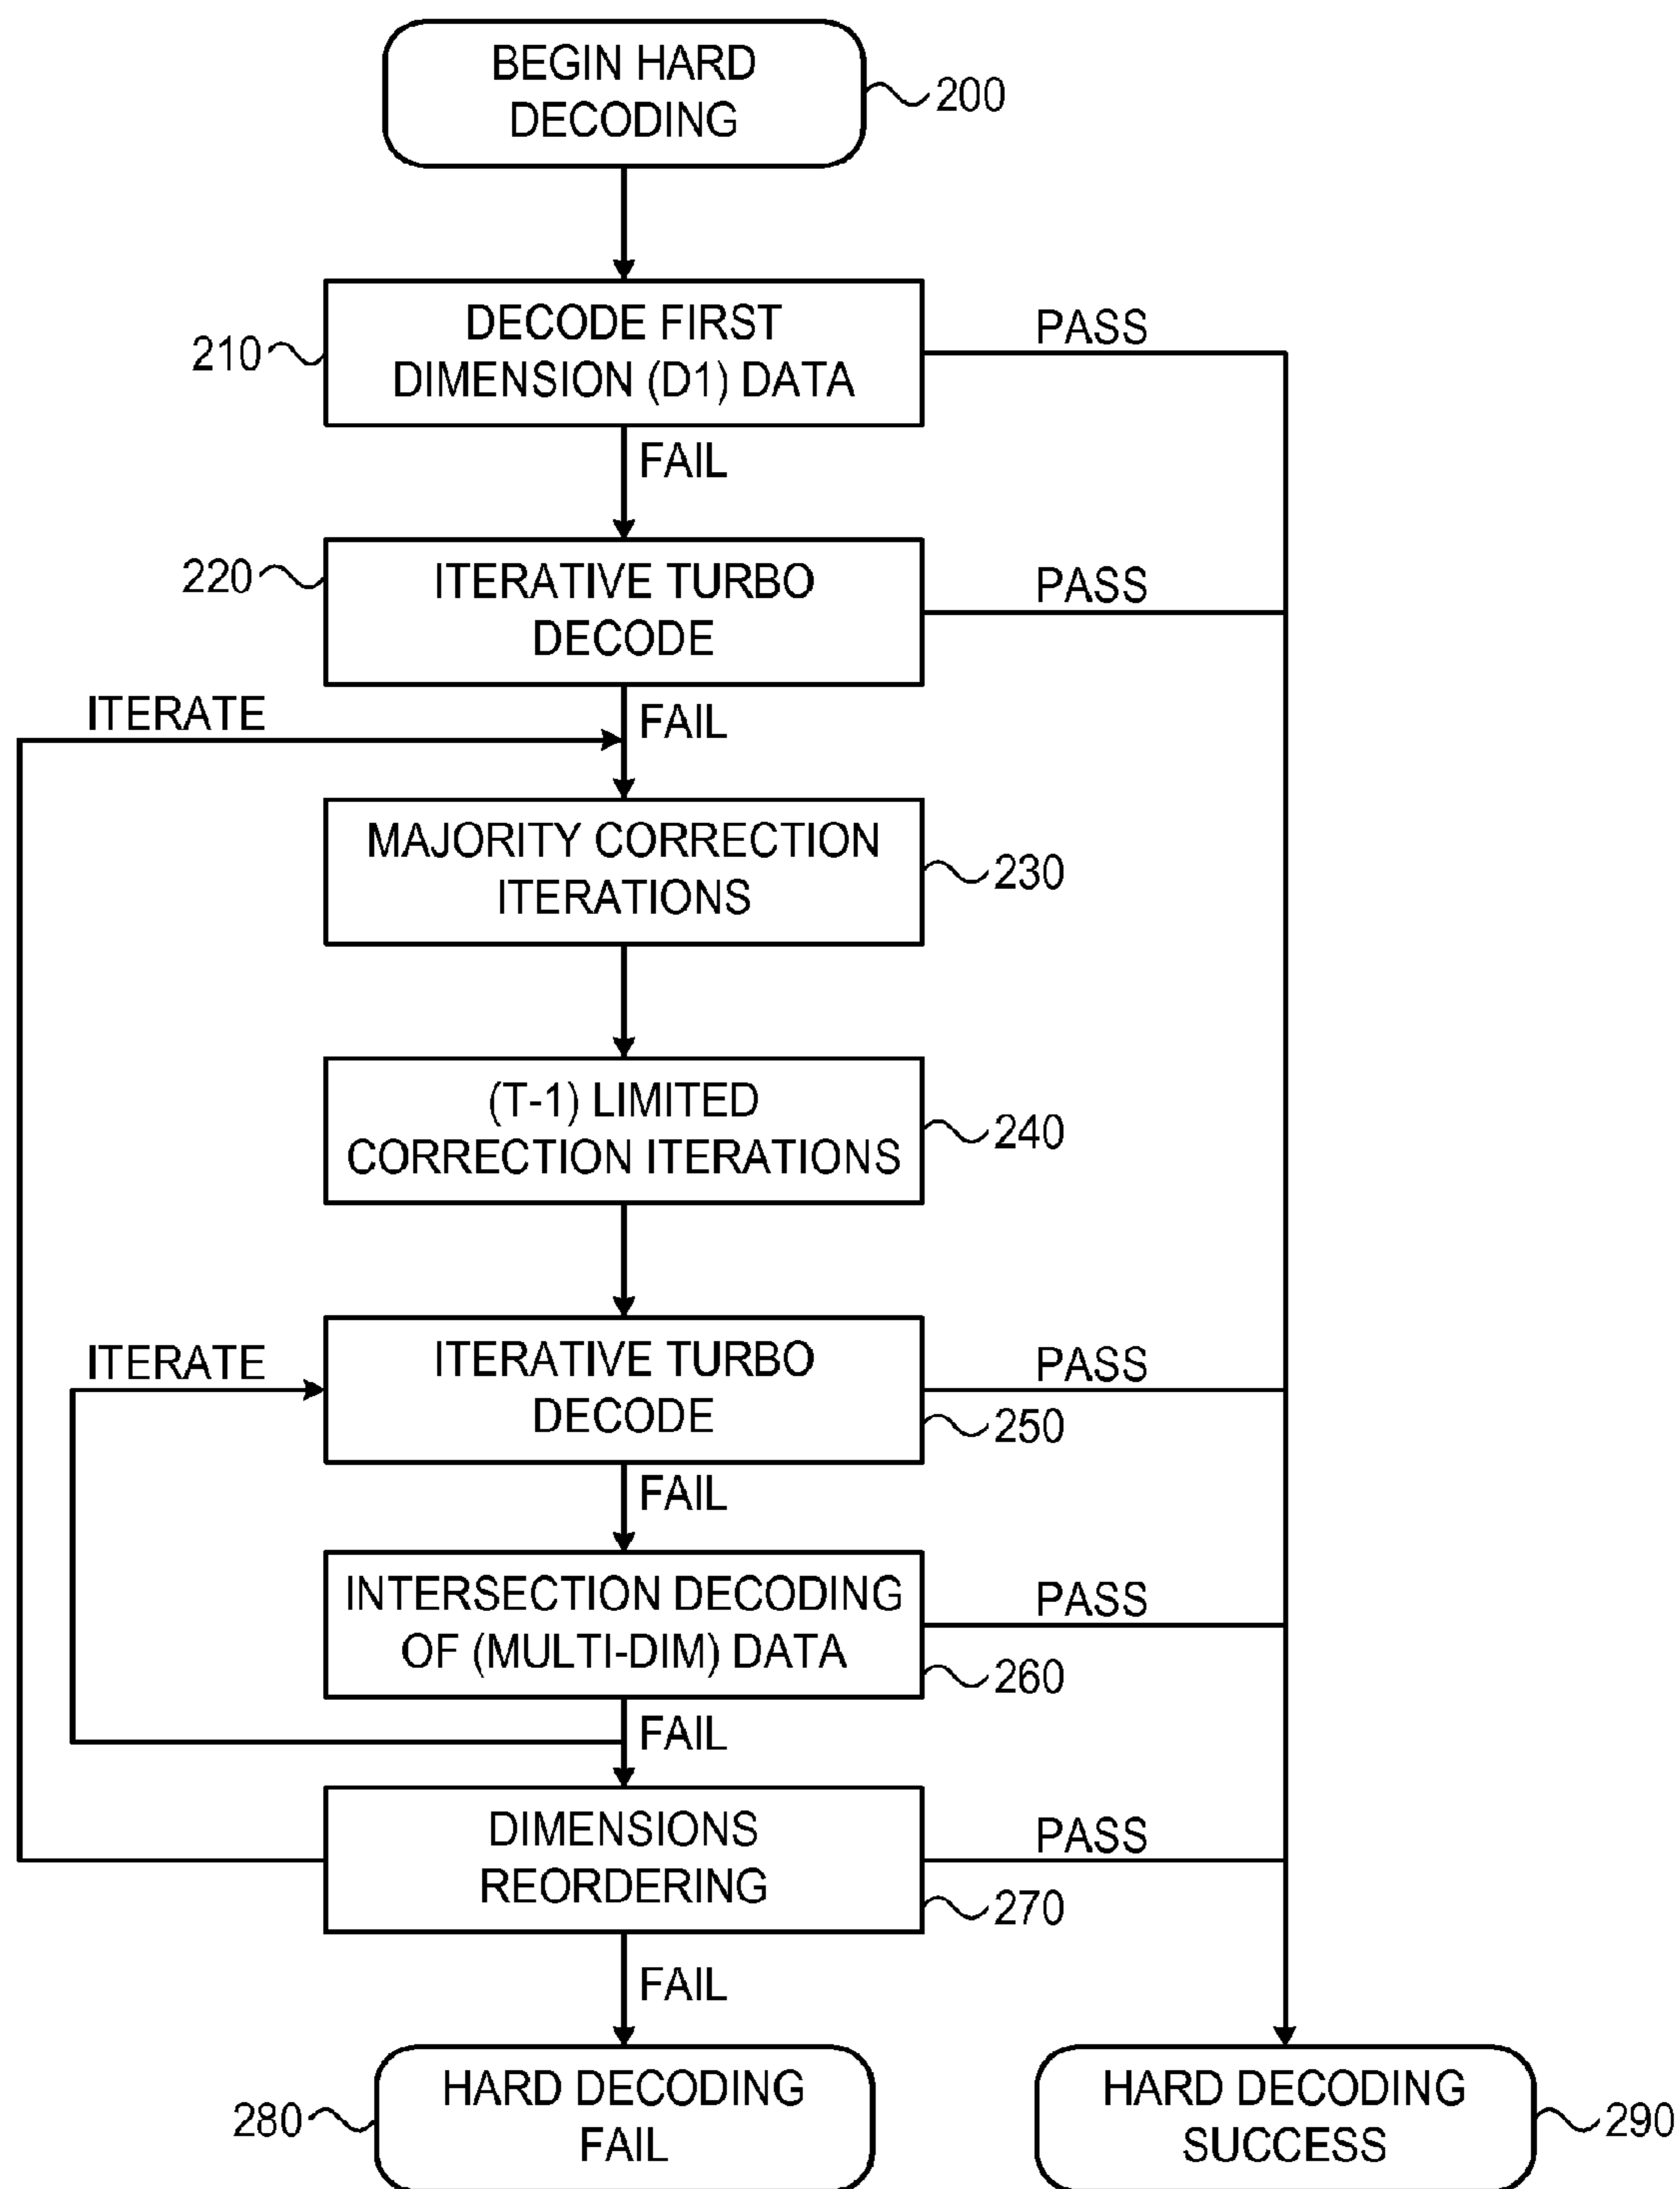 BEGIN HARD
DECODING
200
DECODE FIRST
DIMENSION (D1) DATA
210
PASS
FAIL
ITERATIVE TURBO
DECODE
220
PASS
ITERATE
FAIL
MAJORITY CORRECTION
ITERATIONS
230
(T-1) LIMITED
CORRECTION ITERATIONS
240
ITERATE
ITERATIVE TURBO
DECODE
PASS
250
FAIL
INTERSECTION DECODING
OF (MULTI-DIM) DATA
PASS
260
FAIL
DIMENSIONS
REORDERING
PASS
270
FAIL
HARD DECODING
FAIL
280
HARD DECODING
SUCCESS
290